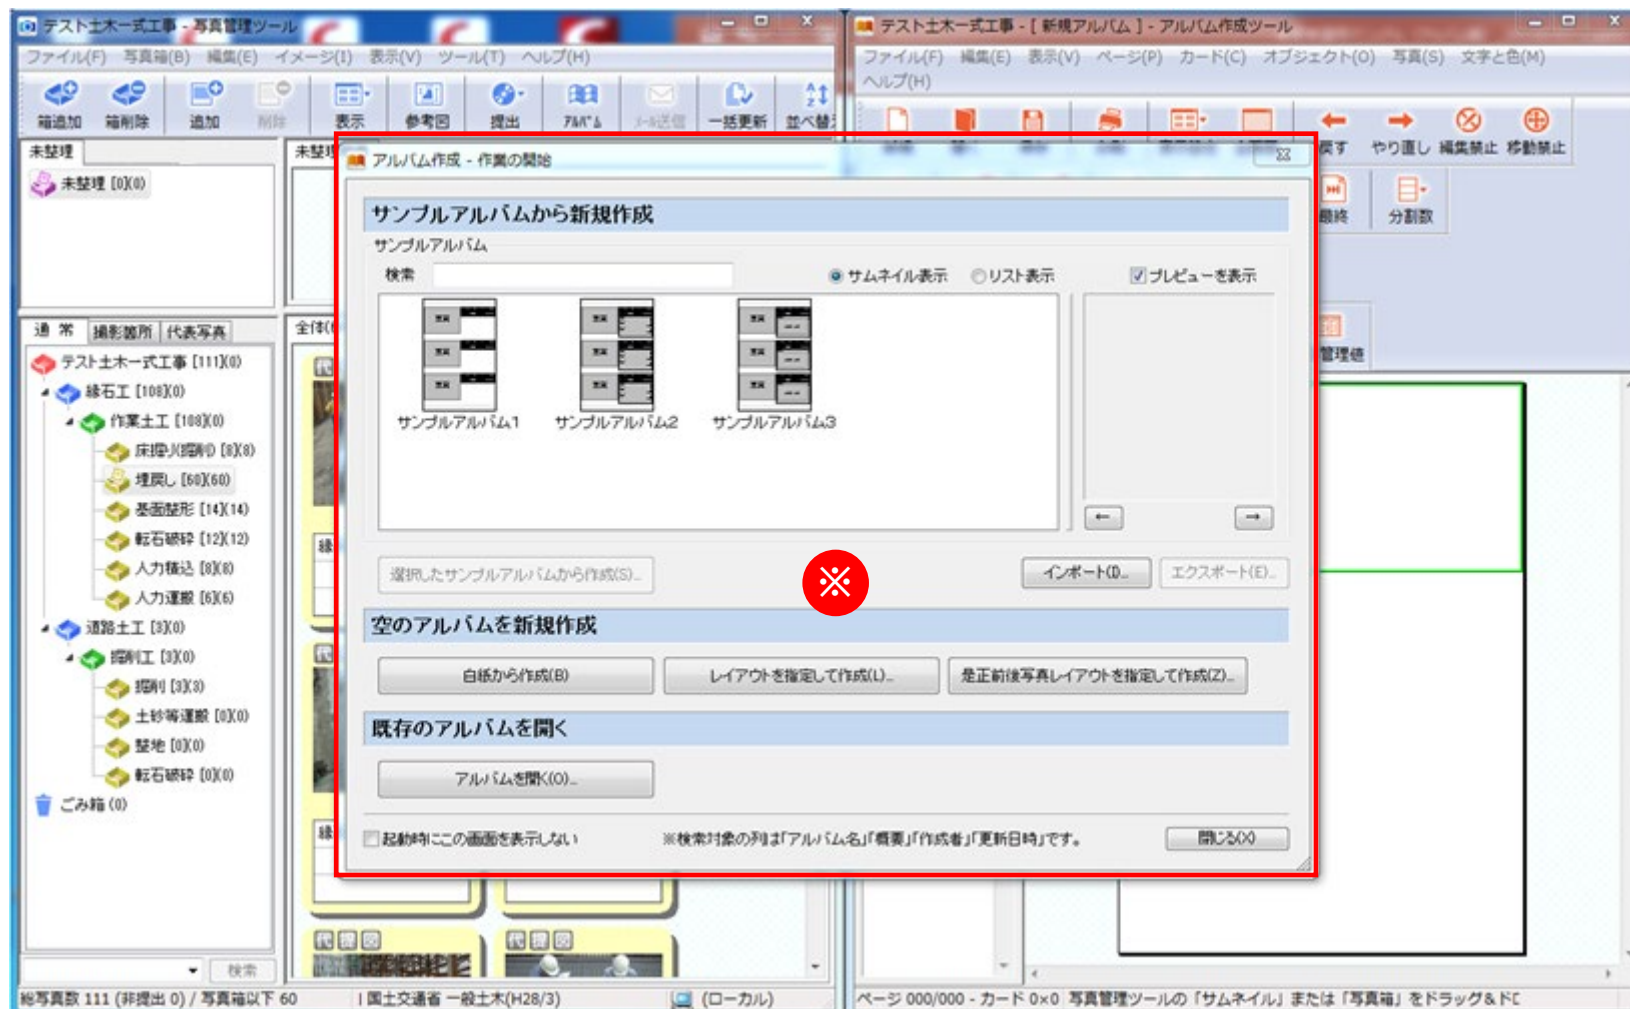 テスト土木一式工事 - 写真管理ツール
ファイル(F) 写真箱(B) 編集(E) イメージ(I) 表示(V) ツール(T) ヘルプ(H)
箱追加 箱削除 追加 削除 表示 参考図 提出 ｱﾙﾊﾞﾑ ﾒｰﾙ送信 一括更新 並べ替
未整理
未整理 [0](0)
通 常 撮影箇所 代表写真
テスト土木一式工事 [111](0)
縁石工 [108](0)
作業土工 [108](0)
床掘り(掘削) [8](8)
埋戻し [60](60)
基面整形 [14](14)
転石破砕 [12](12)
人力積込 [8](8)
人力運搬 [6](6)
道路土工 [3](0)
掘削工 [3](0)
掘削 [3](3)
土砂等運搬 [0](0)
整地 [0](0)
転石破砕 [0](0)
ごみ箱 (0)
検索
総写真数 111 (非提出 0) / 写真箱以下 60
国土交通省 一般土木(H28/3)
(ローカル)
未整
全体(
代
縁
代 提 図
代 提 図
テスト土木一式工事 - [ 新規アルバム ] - アルバム作成ツール
ファイル(F) 編集(E) 表示(V) ページ(P) カード(C) オブジェクト(O) 写真(S) 文字と色(M)
ヘルプ(H)
戻す やり直し 編集禁止 移動禁止
最終 分割数
管理値
ページ 000/000 - カード 0×0 写真管理ツールの「サムネイル」または「写真箱」をドラッグ＆ド
アルバム作成 - 作業の開始
サンプルアルバムから新規作成
サンプルアルバム
検索
サムネイル表示 リスト表示 プレビューを表示
サンプルアルバム1 サンプルアルバム2 サンプルアルバム3
← →
選択したサンプルアルバムから作成(S)...
※
インポート(I)... エクスポート(E)...
空のアルバムを新規作成
白紙から作成(B) レイアウトを指定して作成(L)... 是正前後写真レイアウトを指定して作成(Z)...
既存のアルバムを開く
アルバムを開く(O)...
起動時にこの画面を表示しない
※検索対象の列は「アルバム名」「概要」「作成者」「更新日時」です。
閉じる(X)